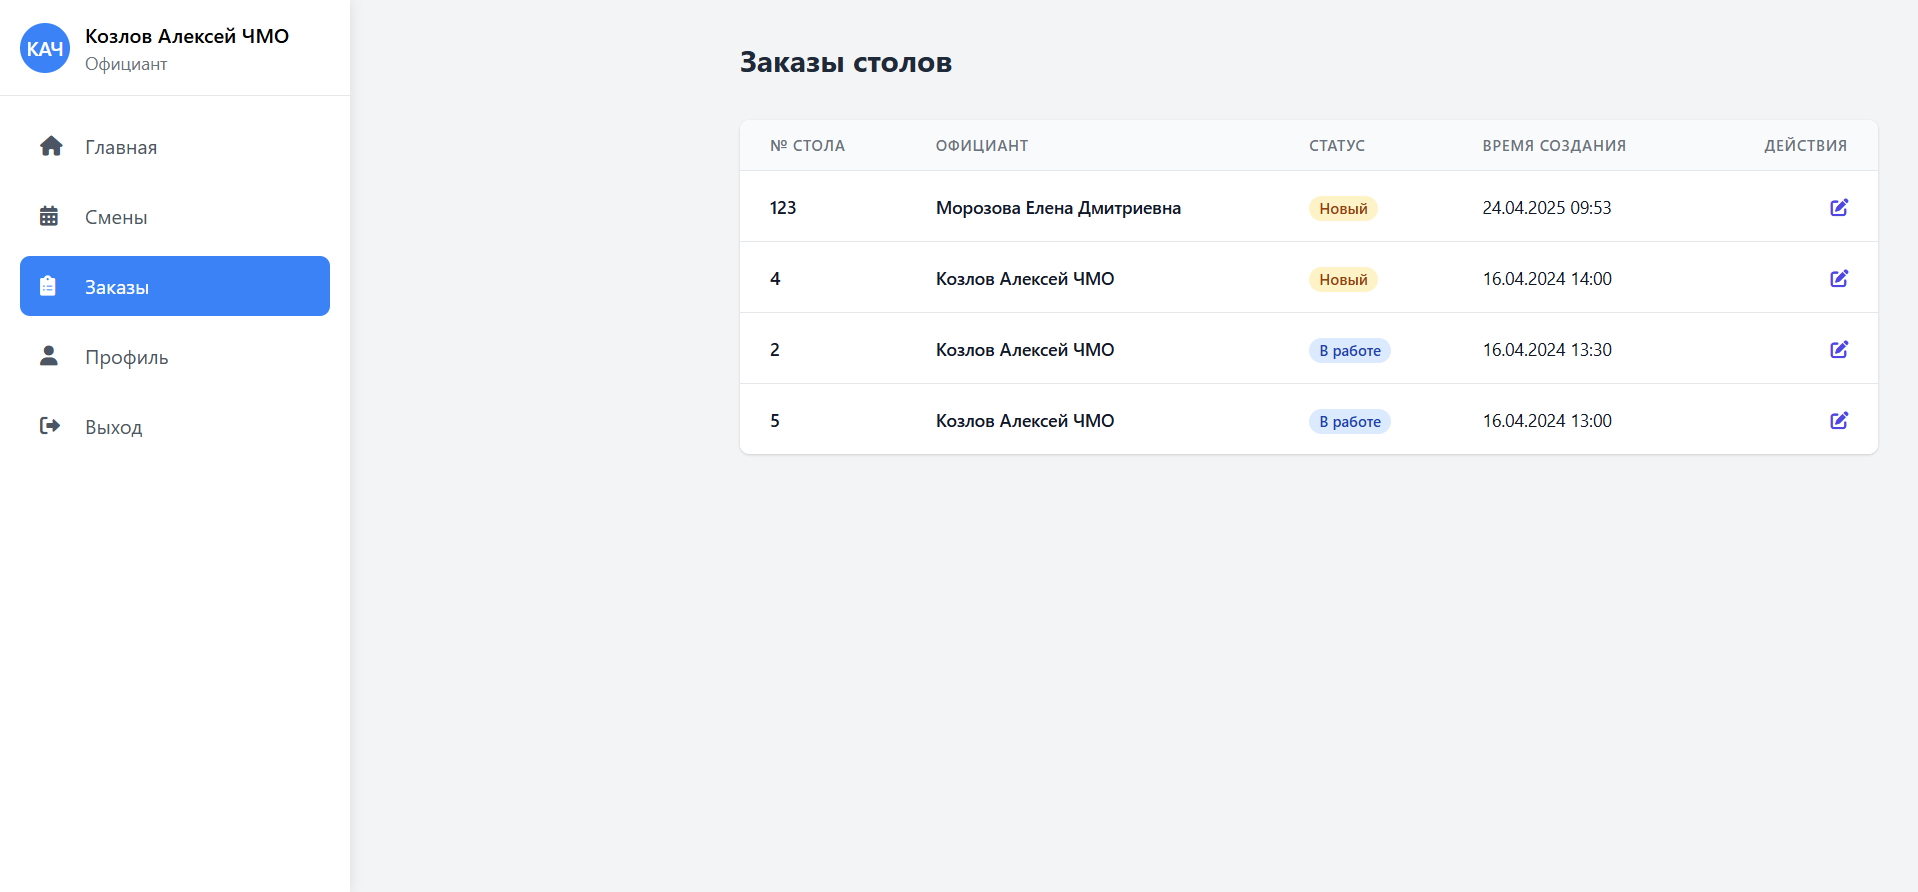 КАЧ
Козлов Алексей ЧМО
Официант
Главная
Смены
Заказы
Профиль
Выход
Заказы столов
№ СТОЛА ОФИЦИАНТ СТАТУС ВРЕМЯ СОЗДАНИЯ ДЕЙСТВИЯ
123 Морозова Елена Дмитриевна Новый 24.04.2025 09:53
4 Козлов Алексей ЧМО Новый 16.04.2024 14:00
2 Козлов Алексей ЧМО В работе 16.04.2024 13:30
5 Козлов Алексей ЧМО В работе 16.04.2024 13:00